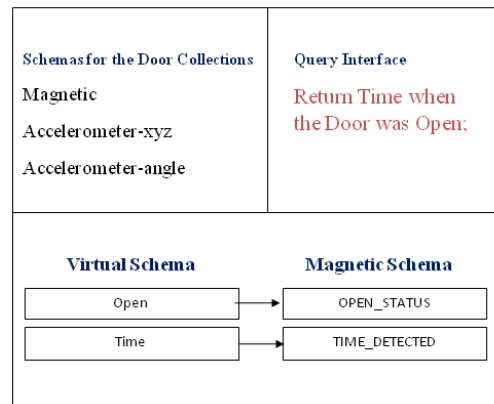 Schemas for the Door Collections
Magnetic
Accelerometer-xyz
Accelerometer-angle
Query Interface
Return Time when
the Door was Open;
Virtual Schema
Magnetic Schema
Open
OPEN_STATUS
Time
TIME_DETECTED